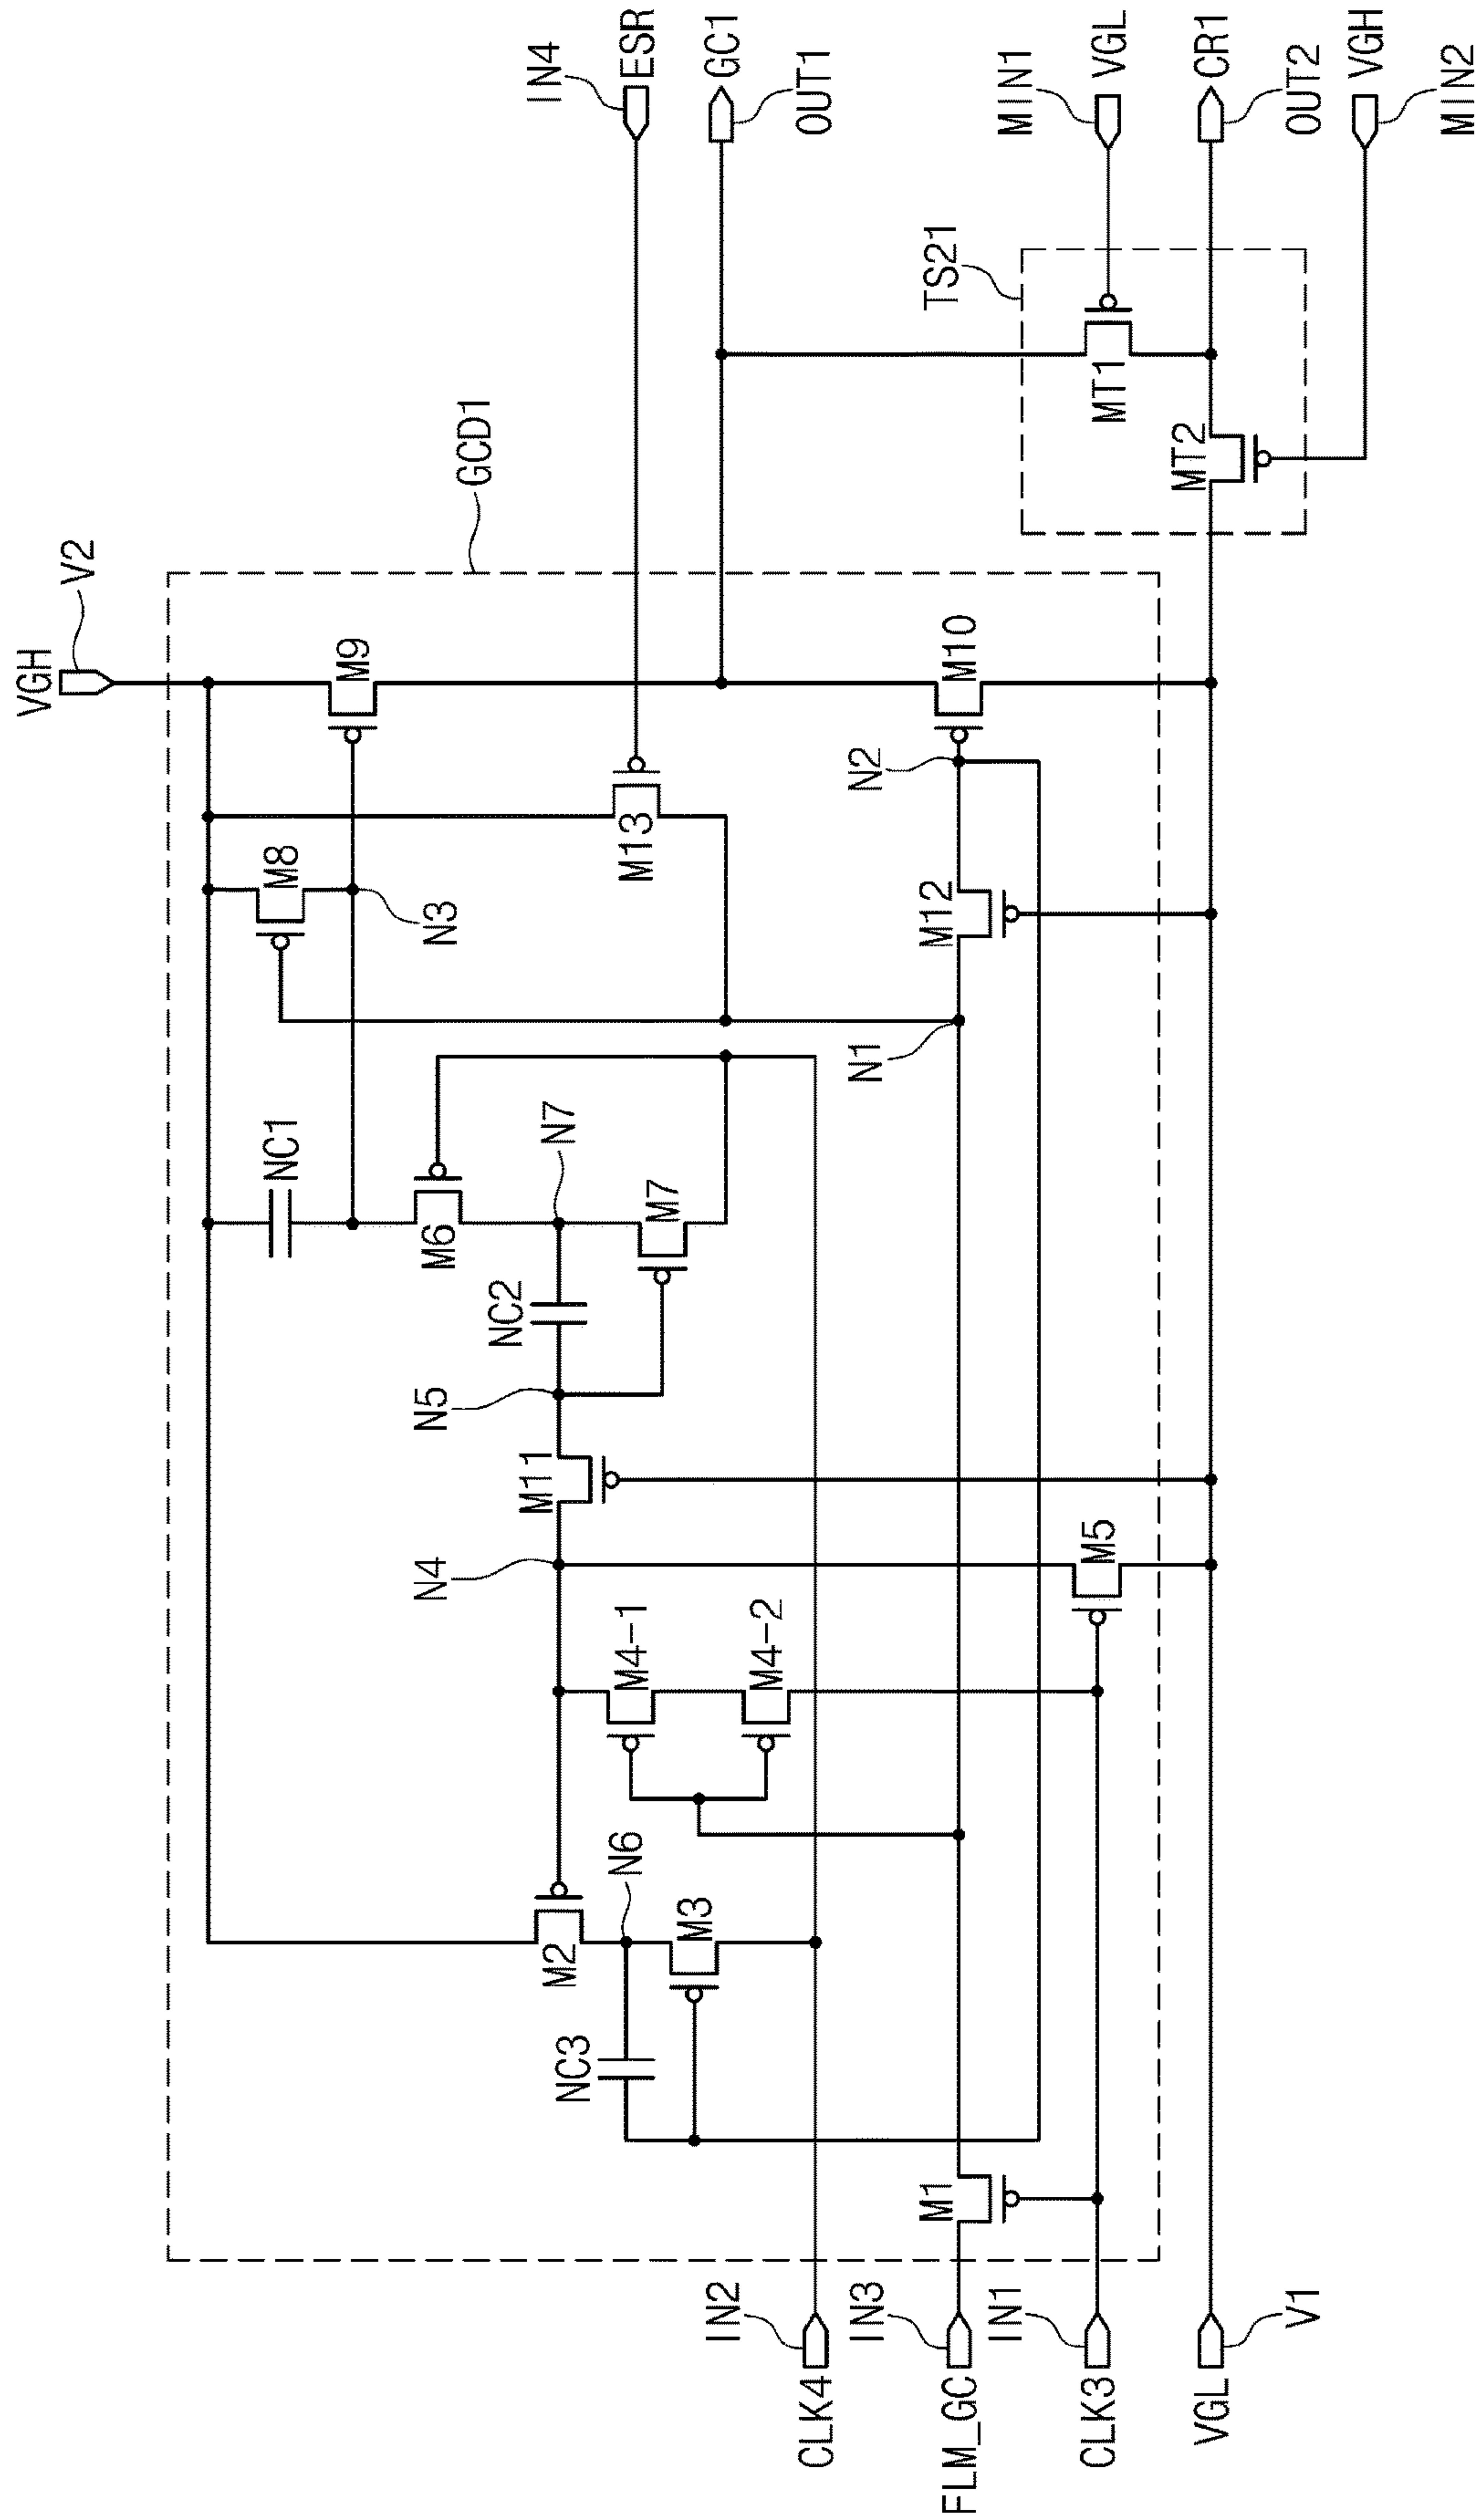 VGH
V2
GCD1
IN4
ESR
GC1
OUT1
TS21
MIN1
VGL
CR1
OUT2
VGH
MIN2
MT1
MT2
M9
M8
M13
M10
N3
N2
M12
N1
NC1
M6
N7
M7
NC2
N5
M11
N4
M5
M4-1
M4-2
M2
N6
M3
NC3
M1
IN2
CLK4
IN3
FLM_GC
IN1
CLK3
VGL
V1